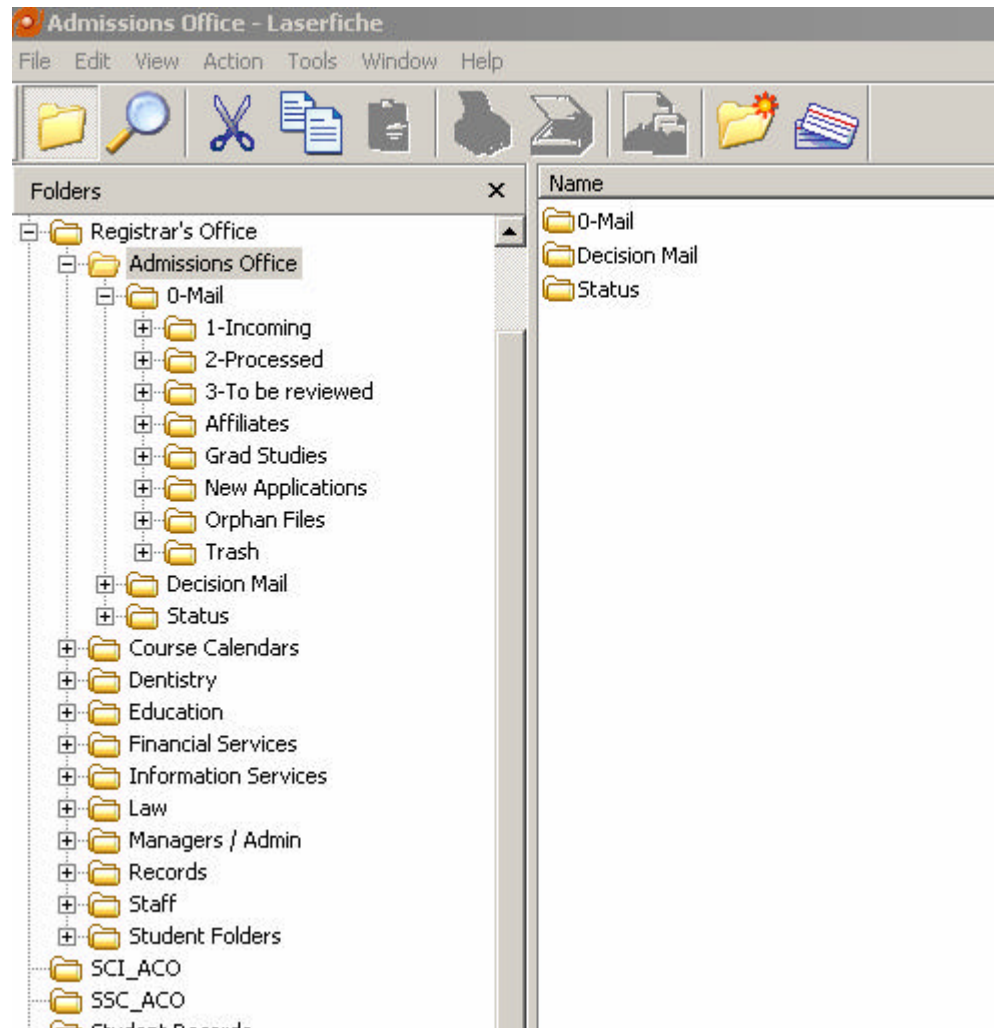 Admissions Office - Laserfiche
File Edit View Action Tools Window Help
Folders
Registrar's Office
Admissions Office
0-Mail
1-Incoming
2-Processed
3-To be reviewed
Affiliates
Grad Studies
New Applications
Orphan Files
Trash
Decision Mail
Status
Course Calendars
Dentistry
Education
Financial Services
Information Services
Law
Managers / Admin
Records
Staff
Student Folders
SCI_ACO
SSC_ACO
Student Records
Name
0-Mail
Decision Mail
Status